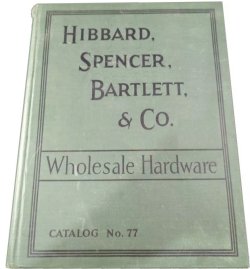 HIBBARD,
SPENCER,
BARTLETT,
& CO.
Wholesale Hardware
CATALOG No. 77